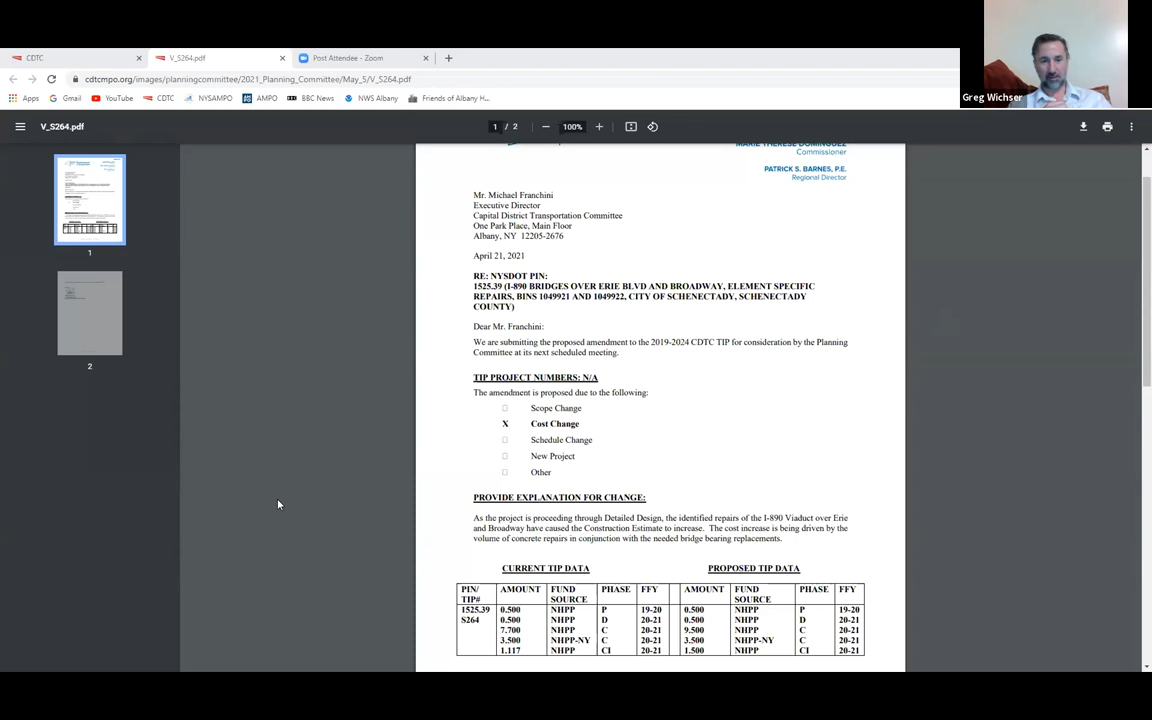 CDTC
V_S264.pdf
Post Attendee - Zoom
cdtcmpo.org/images/planningcommittee/2021_Planning_Committee/May_5/V_S264.pdf
Apps Gmail YouTube CDTC NYSAMPO AMPO BBC News NWS Albany Friends of Albany H...
Greg Wichser
V_S264.pdf
1 / 2
100%
1
2
MARIE THERESE DOMINGUEZ
Commissioner
PATRICK S. BARNES, P.E.
Regional Director
Mr. Michael Franchini
Executive Director
Capital District Transportation Committee
One Park Place, Main Floor
Albany, NY 12205-2676
April 21, 2021
RE: NYSDOT PIN:
1525.39 (I-890 BRIDGES OVER ERIE BLVD AND BROADWAY, ELEMENT SPECIFIC
REPAIRS, BINS 1049921 AND 1049922, CITY OF SCHENECTADY, SCHENECTADY
COUNTY)
Dear Mr. Franchini:
We are submitting the proposed amendment to the 2019-2024 CDTC TIP for consideration by the Planning
Committee at its next scheduled meeting.
TIP PROJECT NUMBERS: N/A
The amendment is proposed due to the following:
Scope Change
X Cost Change
Schedule Change
New Project
Other
PROVIDE EXPLANATION FOR CHANGE:
As the project is proceeding through Detailed Design, the identified repairs of the I-890 Viaduct over Erie
and Broadway have caused the Construction Estimate to increase. The cost increase is being driven by the
volume of concrete repairs in conjunction with the needed bridge bearing replacements.
CURRENT TIP DATA PROPOSED TIP DATA
PIN/ AMOUNT FUND PHASE FFY AMOUNT FUND PHASE FFY
TIP# SOURCE SOURCE
1525.39 0.500 NHPP P 19-20 0.500 NHPP P 19-20
S264 0.500 NHPP D 20-21 0.500 NHPP D 20-21
7.700 NHPP C 20-21 9.500 NHPP C 20-21
3.500 NHPP-NY C 20-21 3.500 NHPP-NY C 20-21
1.117 NHPP CI 20-21 1.500 NHPP CI 20-21